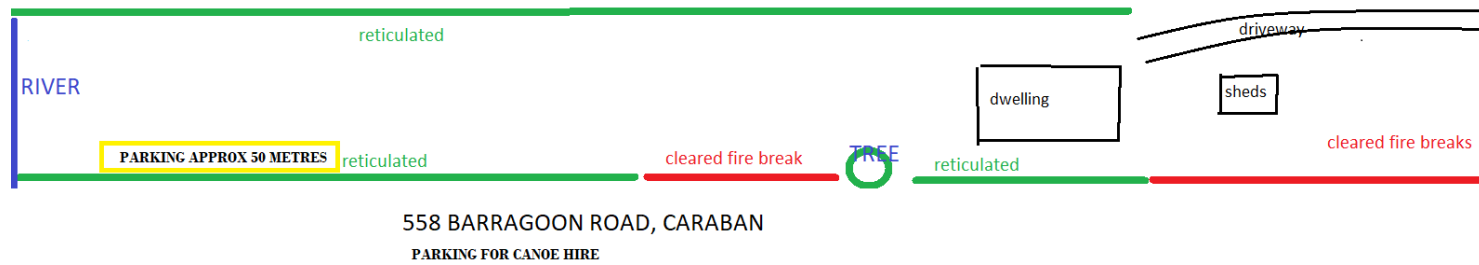 reticulated
driveway
RIVER
dwelling
sheds
PARKING APPROX 50 METRES
reticulated
cleared fire break
TREE
reticulated
cleared fire breaks
558 BARRAGOON ROAD, CARABAN
PARKING FOR CANOE HIRE